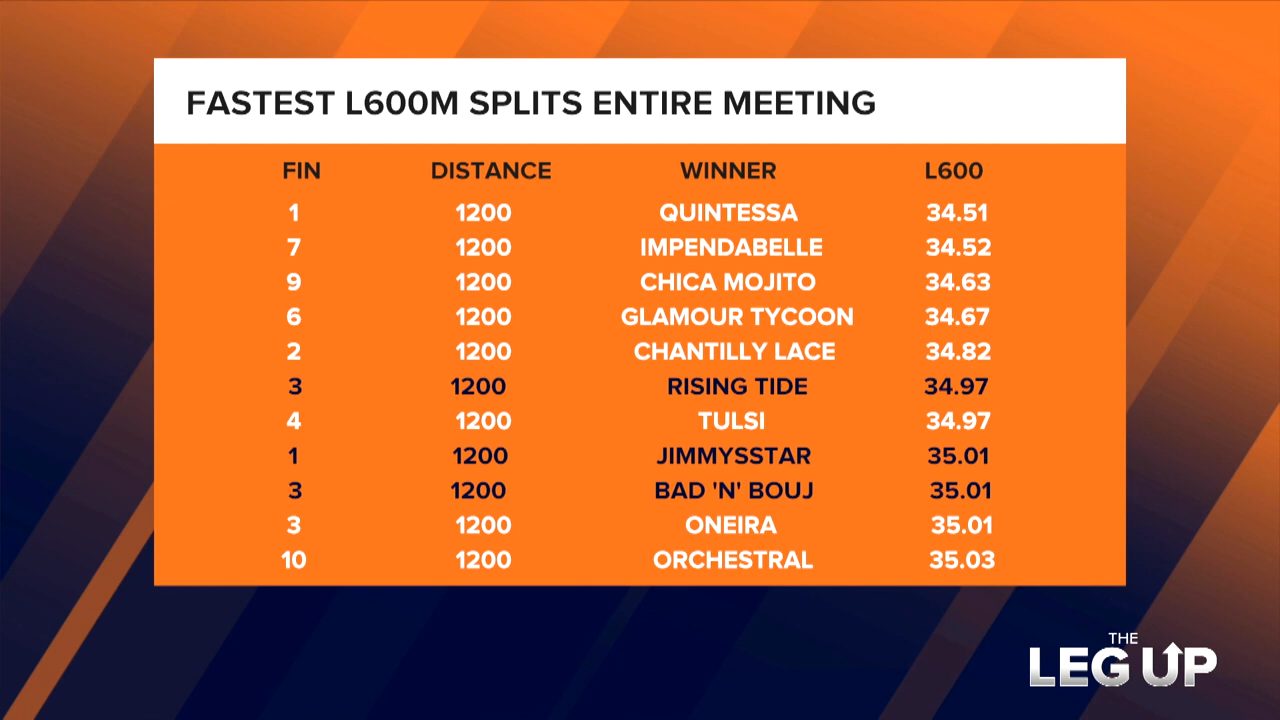 FASTEST L600M SPLITS ENTIRE MEETING
FIN DISTANCE WINNER L600
1 1200 QUINTESSA 34.51
7 1200 IMPENDABELLE 34.52
9 1200 CHICA MOJITO 34.63
6 1200 GLAMOUR TYCOON 34.67
2 1200 CHANTILLY LACE 34.82
3 1200 RISING TIDE 34.97
4 1200 TULSI 34.97
1 1200 JIMMYSSTAR 35.01
3 1200 BAD 'N' BOUJ 35.01
3 1200 ONEIRA 35.01
10 1200 ORCHESTRAL 35.03
THE
LEG UP